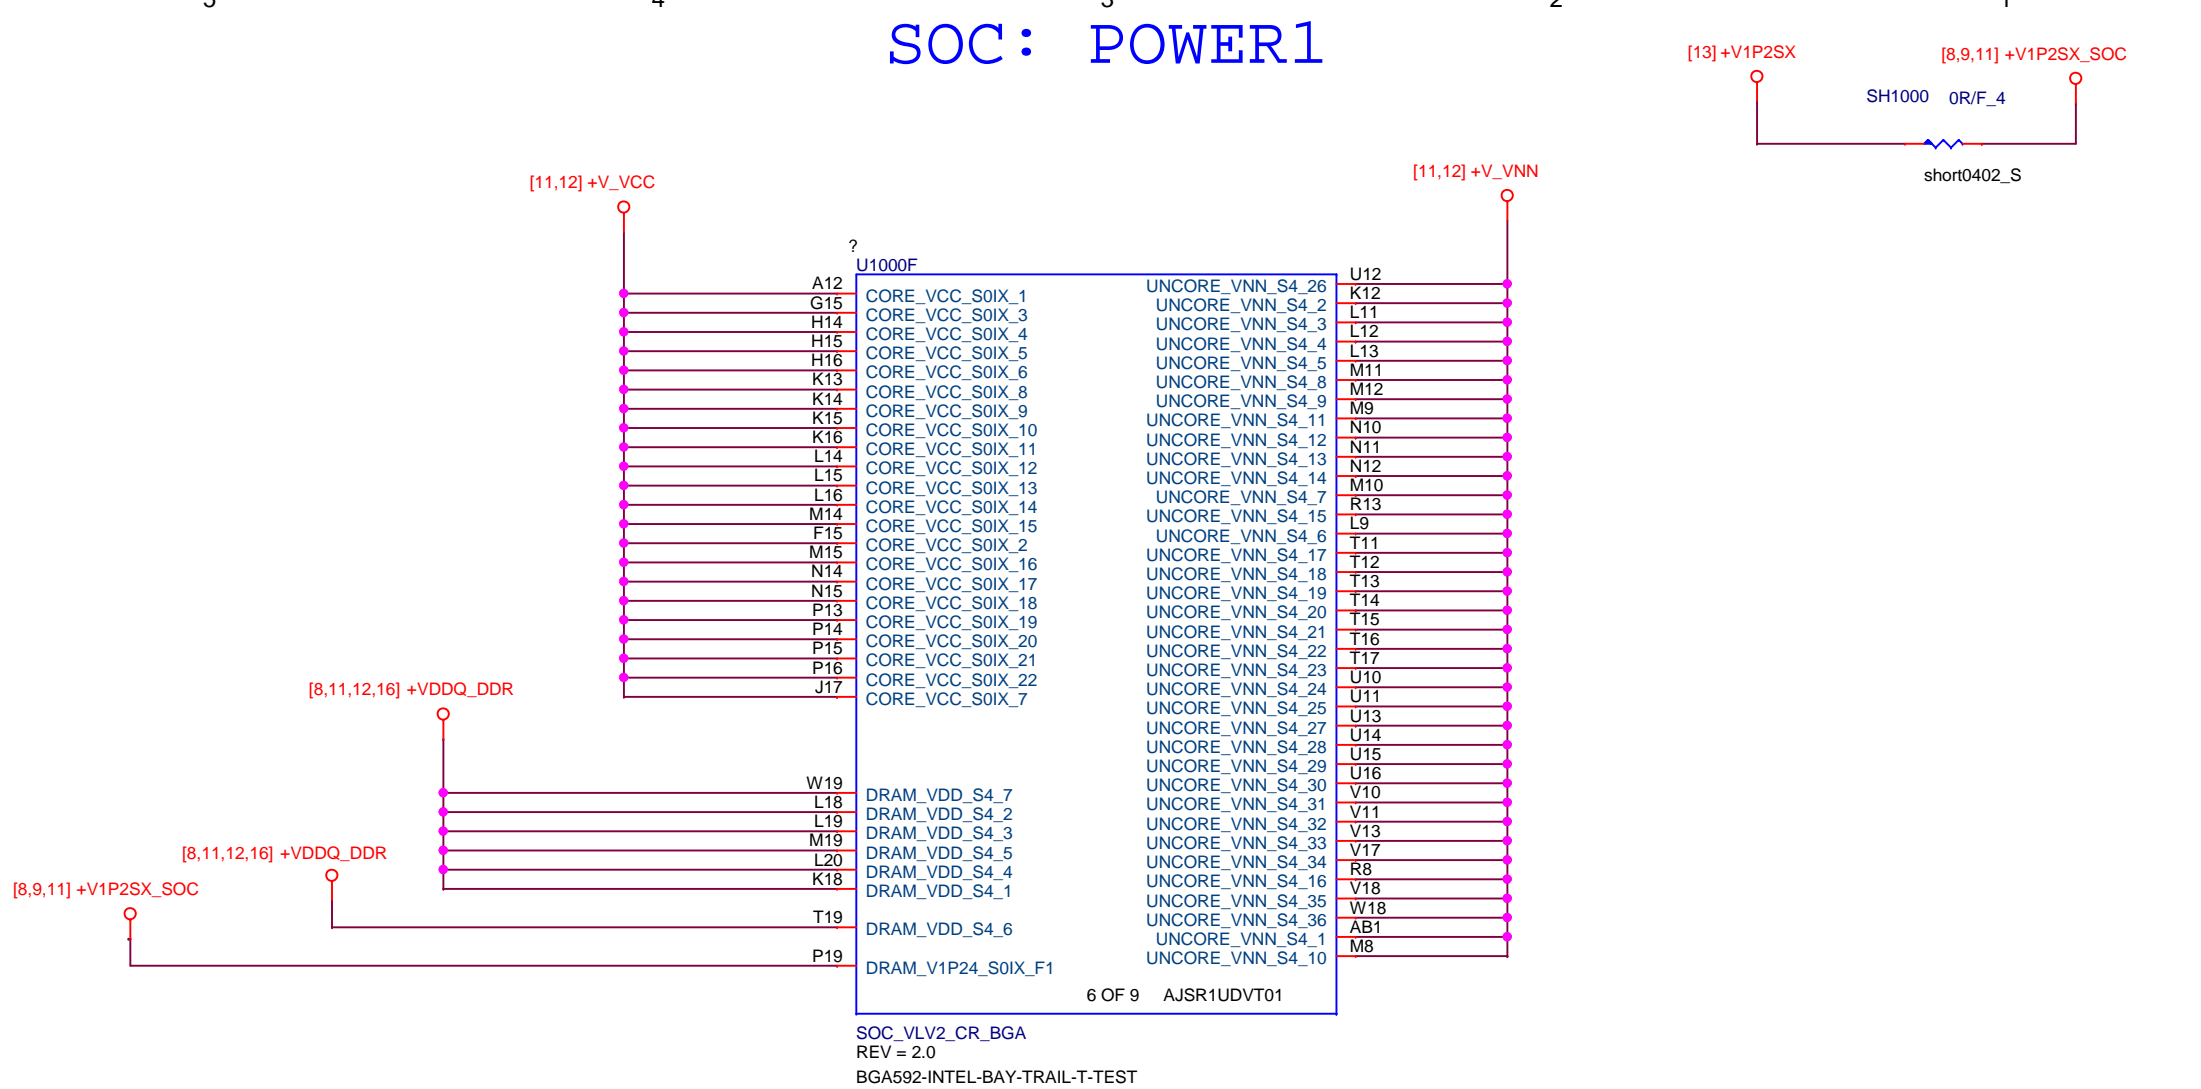 5 4 3 2 1
SOC: POWER1
[13] +V1P2SX
[8,9,11] +V1P2SX_SOC
SH1000 0R/F_4
short0402_S
[11,12] +V_VCC
[11,12] +V_VNN
?
U1000F
A12 CORE_VCC_S0IX_1
G15 CORE_VCC_S0IX_3
H14 CORE_VCC_S0IX_4
H15 CORE_VCC_S0IX_5
H16 CORE_VCC_S0IX_6
K13 CORE_VCC_S0IX_8
K14 CORE_VCC_S0IX_9
K15 CORE_VCC_S0IX_10
K16 CORE_VCC_S0IX_11
L14 CORE_VCC_S0IX_12
L15 CORE_VCC_S0IX_13
L16 CORE_VCC_S0IX_14
M14 CORE_VCC_S0IX_15
F15 CORE_VCC_S0IX_2
M15 CORE_VCC_S0IX_16
N14 CORE_VCC_S0IX_17
N15 CORE_VCC_S0IX_18
P13 CORE_VCC_S0IX_19
P14 CORE_VCC_S0IX_20
P15 CORE_VCC_S0IX_21
P16 CORE_VCC_S0IX_22
J17 CORE_VCC_S0IX_7
[8,11,12,16] +VDDQ_DDR
W19 DRAM_VDD_S4_7
L18 DRAM_VDD_S4_2
L19 DRAM_VDD_S4_3
M19 DRAM_VDD_S4_5
L20 DRAM_VDD_S4_4
K18 DRAM_VDD_S4_1
[8,11,12,16] +VDDQ_DDR
T19 DRAM_VDD_S4_6
[8,9,11] +V1P2SX_SOC
P19 DRAM_V1P24_S0IX_F1
UNCORE_VNN_S4_26 U12
UNCORE_VNN_S4_2 K12
UNCORE_VNN_S4_3 L11
UNCORE_VNN_S4_4 L12
UNCORE_VNN_S4_5 L13
UNCORE_VNN_S4_8 M11
UNCORE_VNN_S4_9 M12
UNCORE_VNN_S4_11 M9
UNCORE_VNN_S4_12 N10
UNCORE_VNN_S4_13 N11
UNCORE_VNN_S4_14 N12
UNCORE_VNN_S4_7 M10
UNCORE_VNN_S4_15 R13
UNCORE_VNN_S4_6 L9
UNCORE_VNN_S4_17 T11
UNCORE_VNN_S4_18 T12
UNCORE_VNN_S4_19 T13
UNCORE_VNN_S4_20 T14
UNCORE_VNN_S4_21 T15
UNCORE_VNN_S4_22 T16
UNCORE_VNN_S4_23 T17
UNCORE_VNN_S4_24 U10
UNCORE_VNN_S4_25 U11
UNCORE_VNN_S4_27 U13
UNCORE_VNN_S4_28 U14
UNCORE_VNN_S4_29 U15
UNCORE_VNN_S4_30 U16
UNCORE_VNN_S4_31 V10
UNCORE_VNN_S4_32 V11
UNCORE_VNN_S4_33 V13
UNCORE_VNN_S4_34 V17
UNCORE_VNN_S4_16 R8
UNCORE_VNN_S4_35 V18
UNCORE_VNN_S4_36 W18
UNCORE_VNN_S4_1 AB1
UNCORE_VNN_S4_10 M8
6 OF 9 AJSR1UDVT01
SOC_VLV2_CR_BGA
REV = 2.0
BGA592-INTEL-BAY-TRAIL-T-TEST